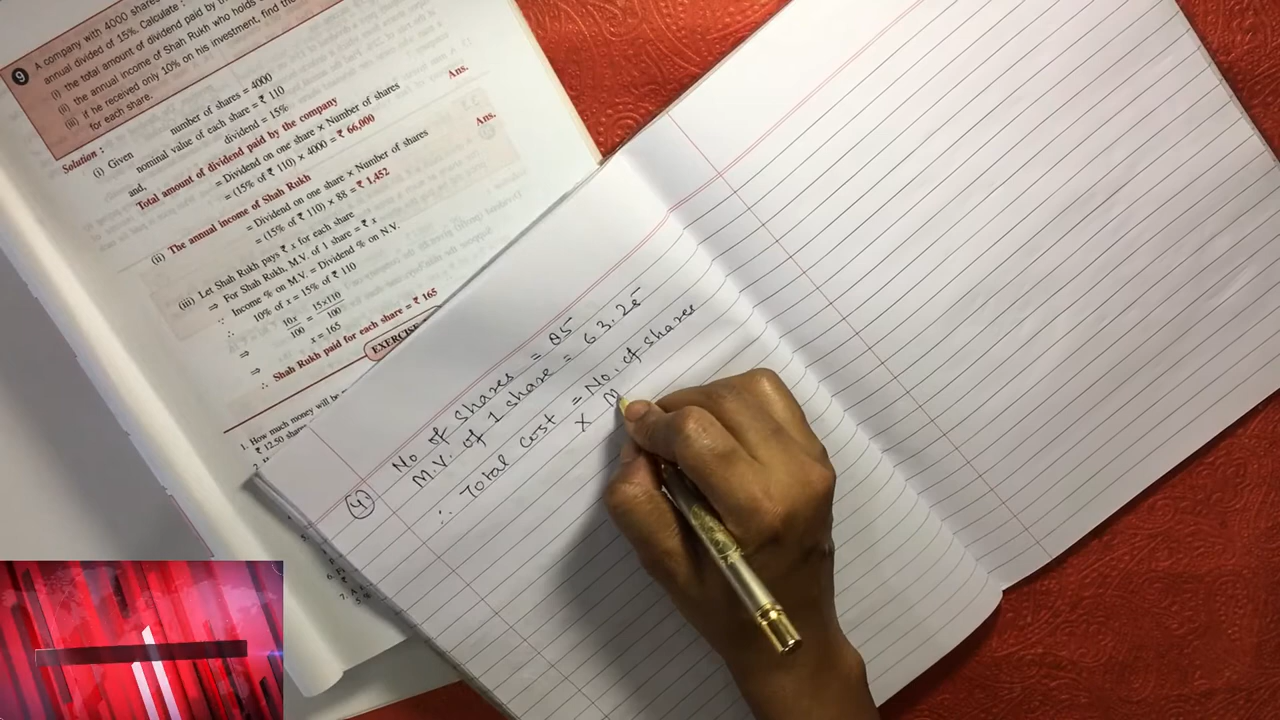 9 A company with 4000 shares
annual divided of 15%. Calculate :
(i) the total amount of dividend paid by the
(ii) the annual income of Shah Rukh who holds
(iii) if he received only 10% on his investment, find the
for each share.
Solution :
(i) Given number of shares = 4000
nominal value of each share = ₹ 110
and, dividend = 15%
Total amount of dividend paid by the company
= Dividend on one share × Number of shares
= (15% of ₹ 110) × 4000 = ₹ 66,000 Ans.
(ii) The annual income of Shah Rukh
= Dividend on one share × Number of shares
= (15% of ₹ 110) × 88 = ₹ 1,452 Ans.
(iii) Let Shah Rukh pays ₹ x for each share
⇒ For Shah Rukh, M.V. of 1 share = ₹ x
∵ Income % on M.V. = Dividend % on N.V.
∴ 10% of x = 15% of ₹ 110
⇒ 10x/100 = 15×110/100
⇒ x = 165
∴ Shah Rukh paid for each share = ₹ 165
EXERCISE
1. How much money will be
₹ 12.50 share
2.
4) No of shares = 85
M.V. of 1 share = 63.25
∴ Total cost = No. of shares
× M